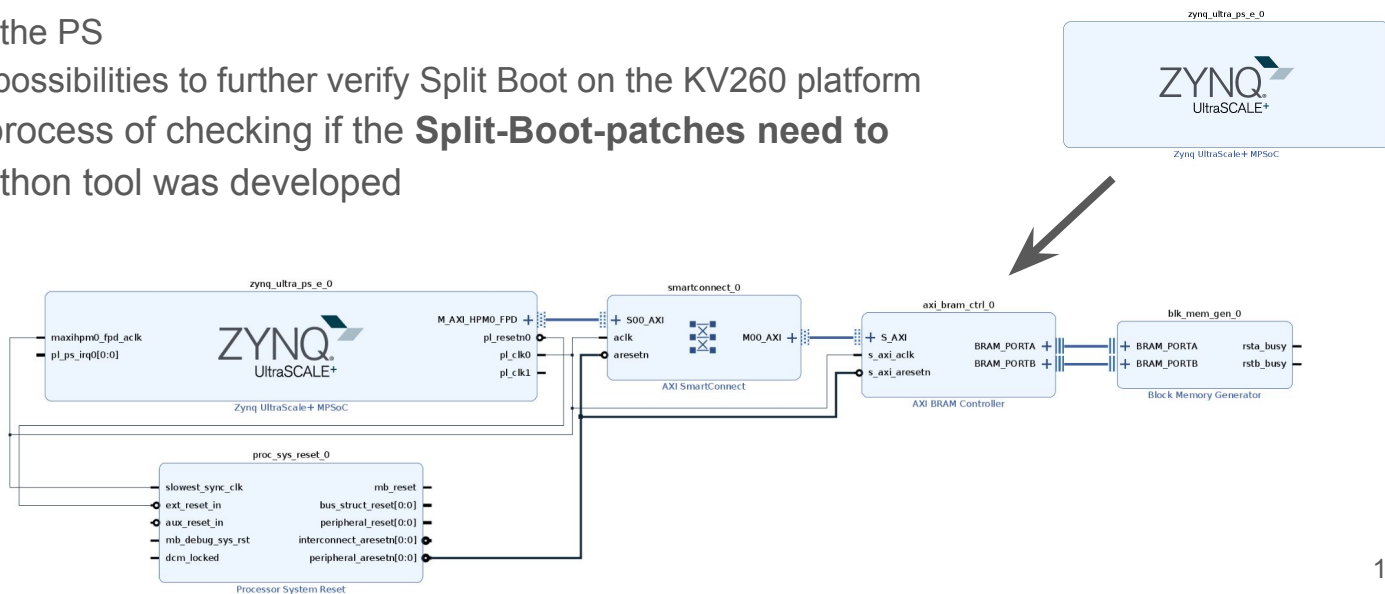 the PS
possibilities to further verify Split Boot on the KV260 platform
process of checking if the Split-Boot-patches need to
thon tool was developed
zynq_ultra_ps_e_0
ZYNQ
UltraSCALE+
Zynq UltraScale+ MPSoC
zynq_ultra_ps_e_0
maxihpm0_fpd_aclk
pl_ps_irq0[0:0]
ZYNQ
UltraSCALE+
M_AXI_HPM0_FPD
pl_resetn0
pl_clk0
pl_clk1
Zynq UltraScale+ MPSoC
smartconnect_0
S00_AXI
aclk
aresetn
M00_AXI
AXI SmartConnect
axi_bram_ctrl_0
S_AXI
s_axi_aclk
s_axi_aresetn
BRAM_PORTA
BRAM_PORTB
AXI BRAM Controller
blk_mem_gen_0
BRAM_PORTA
BRAM_PORTB
rsta_busy
rstb_busy
Block Memory Generator
proc_sys_reset_0
slowest_sync_clk
ext_reset_in
aux_reset_in
mb_debug_sys_rst
dcm_locked
mb_reset
bus_struct_reset[0:0]
peripheral_reset[0:0]
interconnect_aresetn[0:0]
peripheral_aresetn[0:0]
Processor System Reset
1